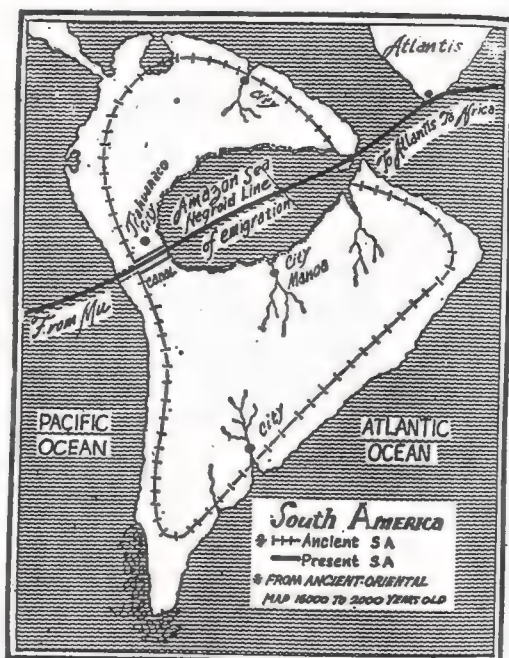 Atlantis
City
To Atlantis To Africa
Tiahuanaco
City
Amazon Sea
Negroid Line
of emigration
canal
City
Manoa
From Mu
PACIFIC
OCEAN
ATLANTIC
OCEAN
City
South America
* Ancient S A
Present S A
* FROM ANCIENT-ORIENTAL
MAP 15000 TO 2000 YEARS OLD